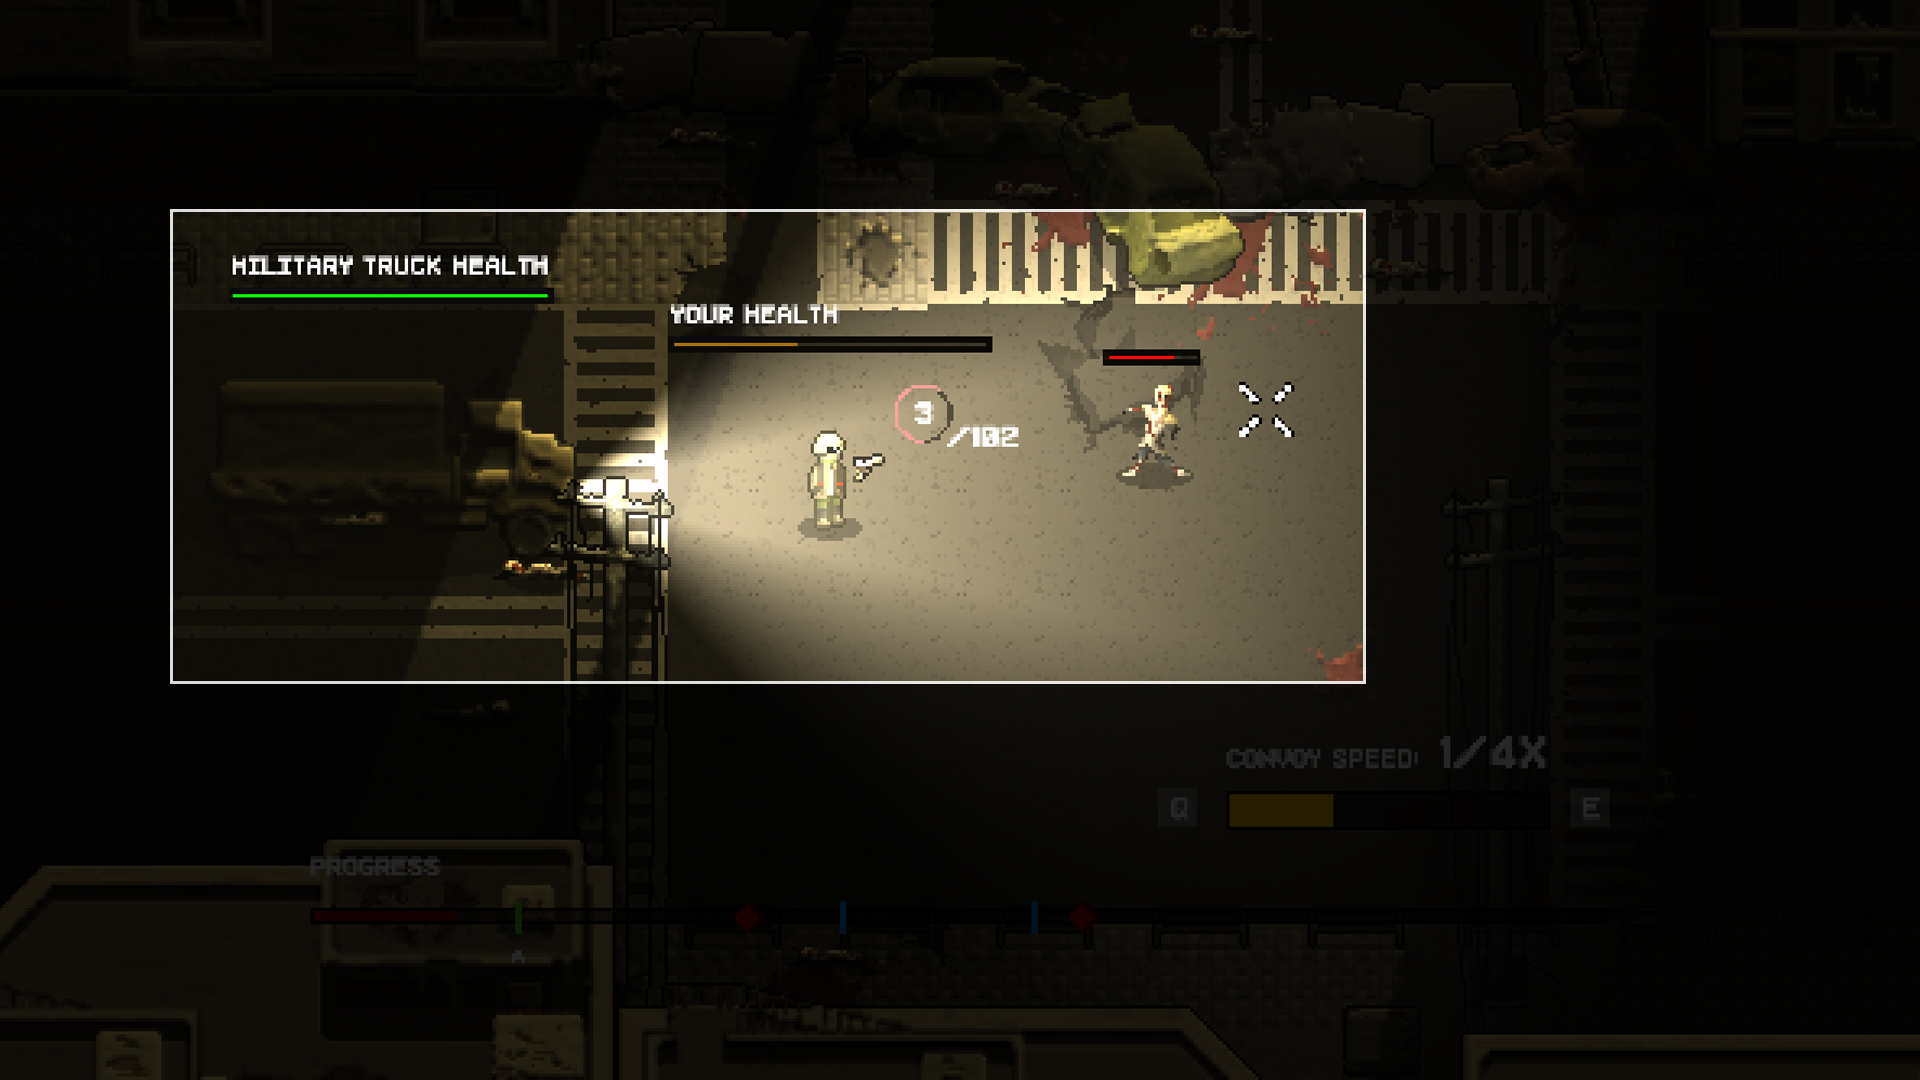 MILITARY TRUCK HEALTH
YOUR HEALTH
3
/102
CONVOY SPEED: 1/4X
Q
E
PROGRESS